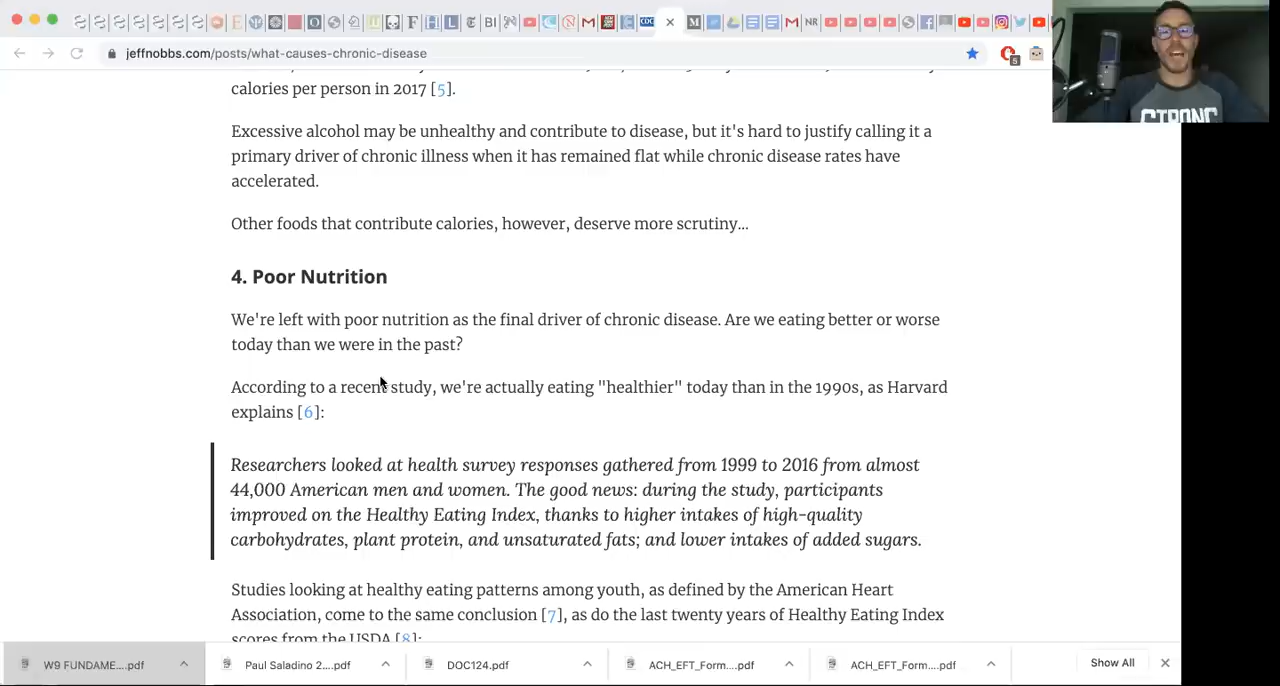 jeffnobbs.com/posts/what-causes-chronic-disease
calories per person in 2017 [5].
Excessive alcohol may be unhealthy and contribute to disease, but it's hard to justify calling it a
primary driver of chronic illness when it has remained flat while chronic disease rates have
accelerated.
Other foods that contribute calories, however, deserve more scrutiny...
4. Poor Nutrition
We're left with poor nutrition as the final driver of chronic disease. Are we eating better or worse
today than we were in the past?
According to a recent study, we're actually eating "healthier" today than in the 1990s, as Harvard
explains [6]:
Researchers looked at health survey responses gathered from 1999 to 2016 from almost
44,000 American men and women. The good news: during the study, participants
improved on the Healthy Eating Index, thanks to higher intakes of high-quality
carbohydrates, plant protein, and unsaturated fats; and lower intakes of added sugars.
Studies looking at healthy eating patterns among youth, as defined by the American Heart
Association, come to the same conclusion [7], as do the last twenty years of Healthy Eating Index
scores from the USDA [8]:
W9 FUNDAME....pdf
Paul Saladino 2....pdf
DOC124.pdf
ACH_EFT_Form....pdf
ACH_EFT_Form....pdf
Show All
STRONG